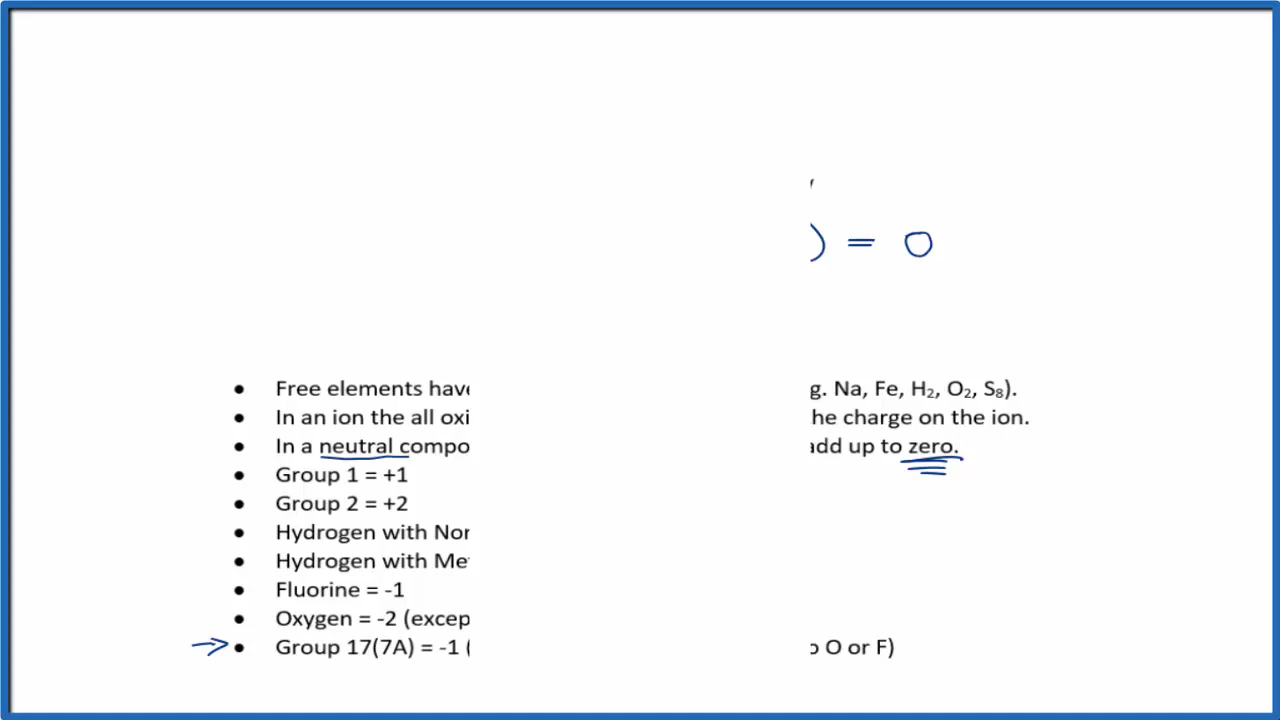 ) = 0
Free elements have g. Na, Fe, H₂, O₂, S₈).
In an ion the all oxi he charge on the ion.
In a neutral compo add up to zero.
Group 1 = +1
Group 2 = +2
Hydrogen with Nor
Hydrogen with Me
Fluorine = -1
Oxygen = -2 (excep
→ Group 17(7A) = -1 ( o O or F)